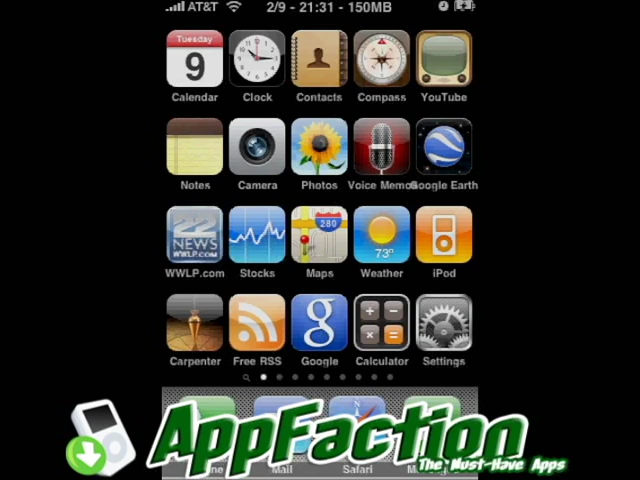 AT&T 2/9 - 21:31 - 150MB
Tuesday
9
Calendar Clock Contacts Compass YouTube
Notes Camera Photos Voice Memos Google Earth
280
22 NEWS
WWLP.COM
73°
WWLP.com Stocks Maps Weather iPod
g
+ − × =
Carpenter Free RSS Google Calculator Settings
AppFaction
The Must-Have Apps
Mail Safari